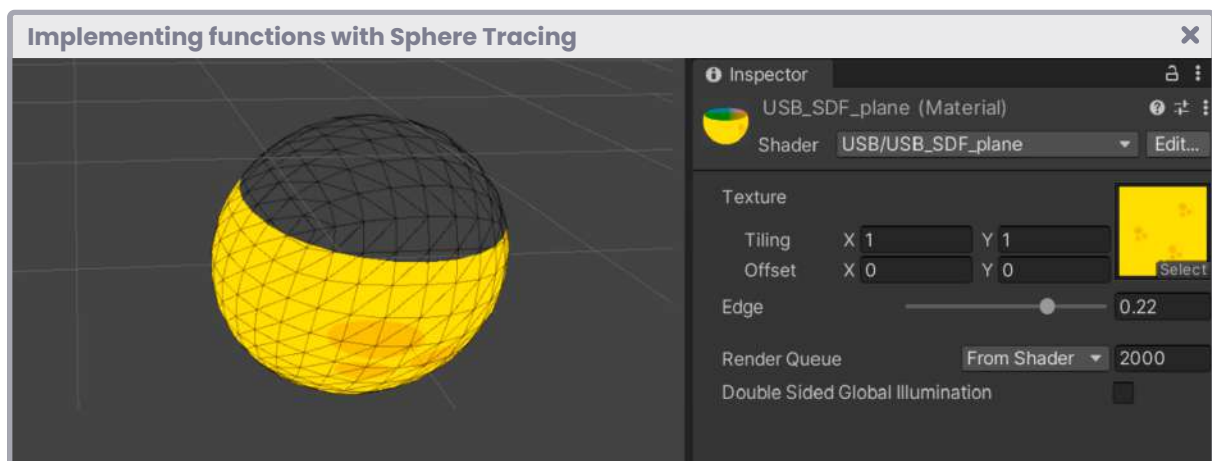 Implementing functions with Sphere Tracing
Inspector
USB_SDF_plane (Material)
Shader USB/USB_SDF_plane Edit...
Texture
Tiling X 1 Y 1
Offset X 0 Y 0
Select
Edge 0.22
Render Queue From Shader 2000
Double Sided Global Illumination